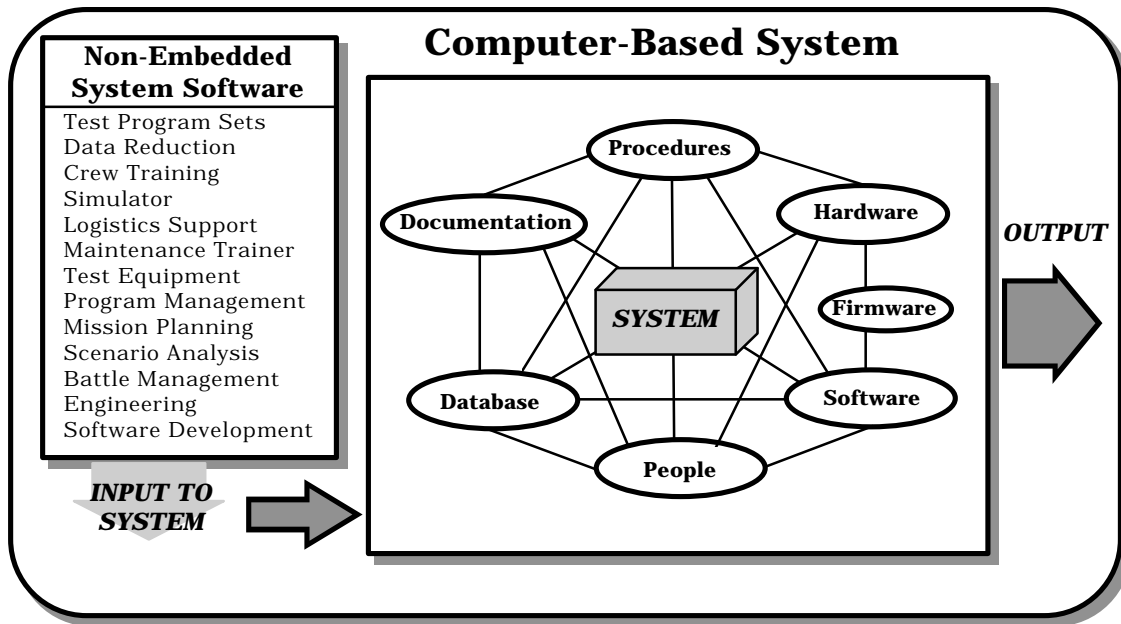 Computer-Based System
Non-Embedded
System Software
Test Program Sets
Data Reduction
Crew Training
Simulator
Logistics Support
Maintenance Trainer
Test Equipment
Program Management
Mission Planning
Scenario Analysis
Battle Management
Engineering
Software Development
INPUT TO
SYSTEM
Procedures
Documentation
Hardware
SYSTEM
Firmware
Database
Software
People
OUTPUT